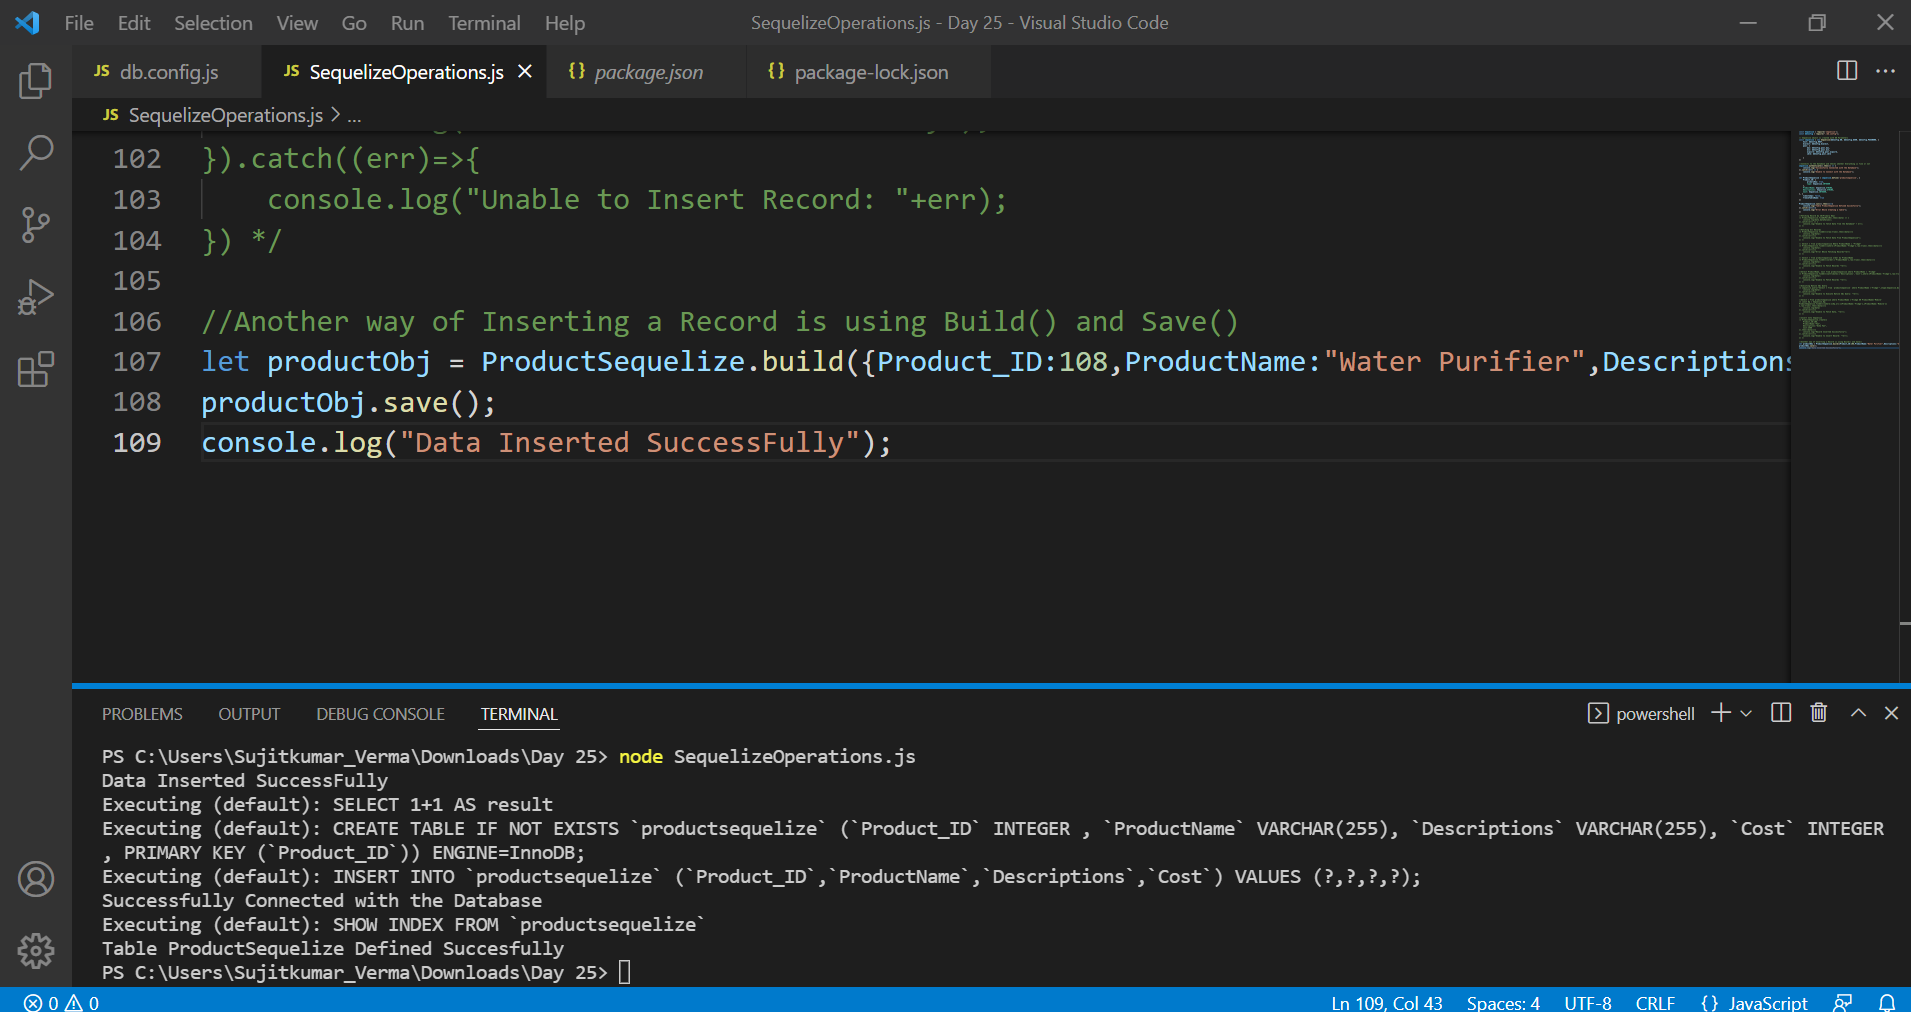 File Edit Selection View Go Run Terminal Help SequelizeOperations.js - Day 25 - Visual Studio Code
JS db.config.js JS SequelizeOperations.js {} package.json {} package-lock.json
JS SequelizeOperations.js > ...
102 }).catch((err)=>{
103 console.log("Unable to Insert Record: "+err);
104 }) */
105
106 //Another way of Inserting a Record is using Build() and Save()
107 let productObj = ProductSequelize.build({Product_ID:108,ProductName:"Water Purifier",Descriptions
108 productObj.save();
109 console.log("Data Inserted SuccessFully");
PROBLEMS OUTPUT DEBUG CONSOLE TERMINAL powershell
PS C:\Users\Sujitkumar_Verma\Downloads\Day 25> node SequelizeOperations.js
Data Inserted SuccessFully
Executing (default): SELECT 1+1 AS result
Executing (default): CREATE TABLE IF NOT EXISTS `productsequelize` (`Product_ID` INTEGER , `ProductName` VARCHAR(255), `Descriptions` VARCHAR(255), `Cost` INTEGER
, PRIMARY KEY (`Product_ID`)) ENGINE=InnoDB;
Executing (default): INSERT INTO `productsequelize` (`Product_ID`,`ProductName`,`Descriptions`,`Cost`) VALUES (?,?,?,?);
Successfully Connected with the Database
Executing (default): SHOW INDEX FROM `productsequelize`
Table ProductSequelize Defined Succesfully
PS C:\Users\Sujitkumar_Verma\Downloads\Day 25>
0 0 Ln 109, Col 43 Spaces: 4 UTF-8 CRLF {} JavaScript